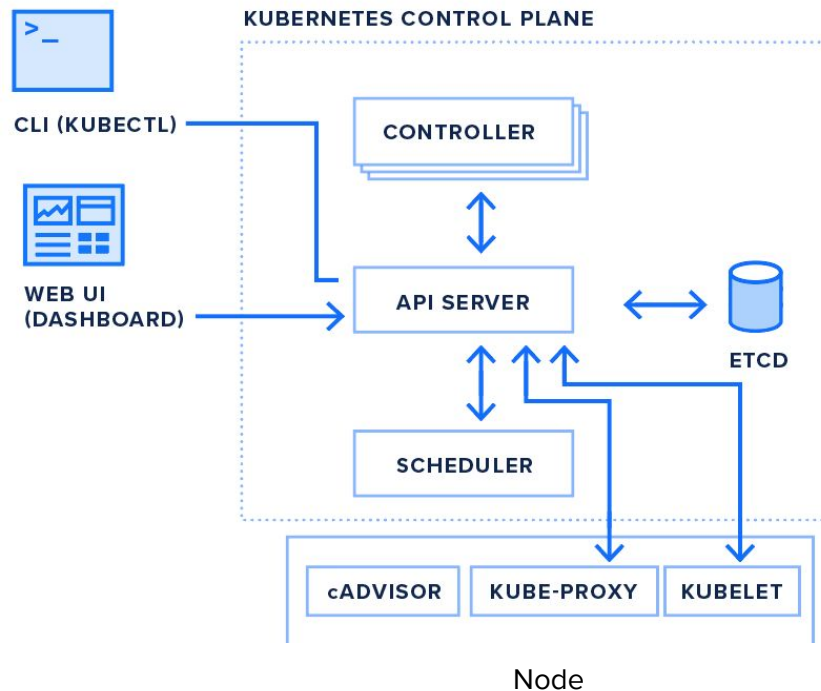 KUBERNETES CONTROL PLANE
>_
CLI (KUBECTL)
CONTROLLER
WEB UI
(DASHBOARD)
API SERVER
ETCD
SCHEDULER
cADVISOR
KUBE-PROXY
KUBELET
Node